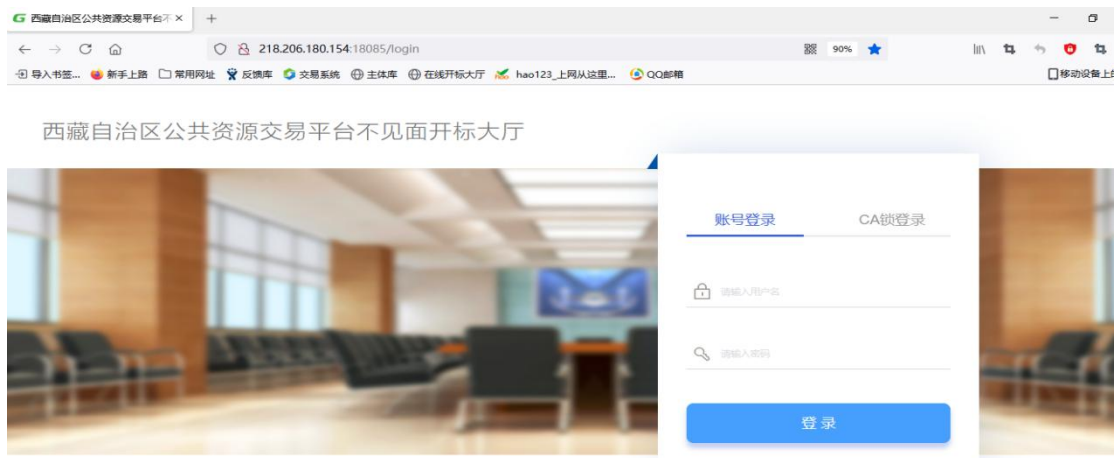 西藏自治区公共资源交易平台不
218.206.180.154:18085/login
90%
导入书签... 新手上路 常用网址 反馈库 交易系统 主体库 在线开标大厅 hao123_上网从这里... QQ邮箱 移动设备上的
西藏自治区公共资源交易平台不见面开标大厅
账号登录 CA锁登录
请输入用户名
请输入密码
登 录